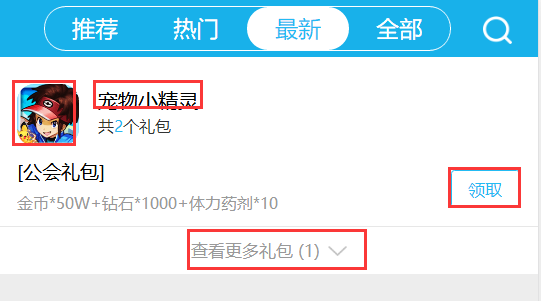 推荐 热门 最新 全部
宠物小精灵
共2个礼包
[公会礼包]
金币*50W+钻石*1000+体力药剂*10
领取
查看更多礼包 (1)